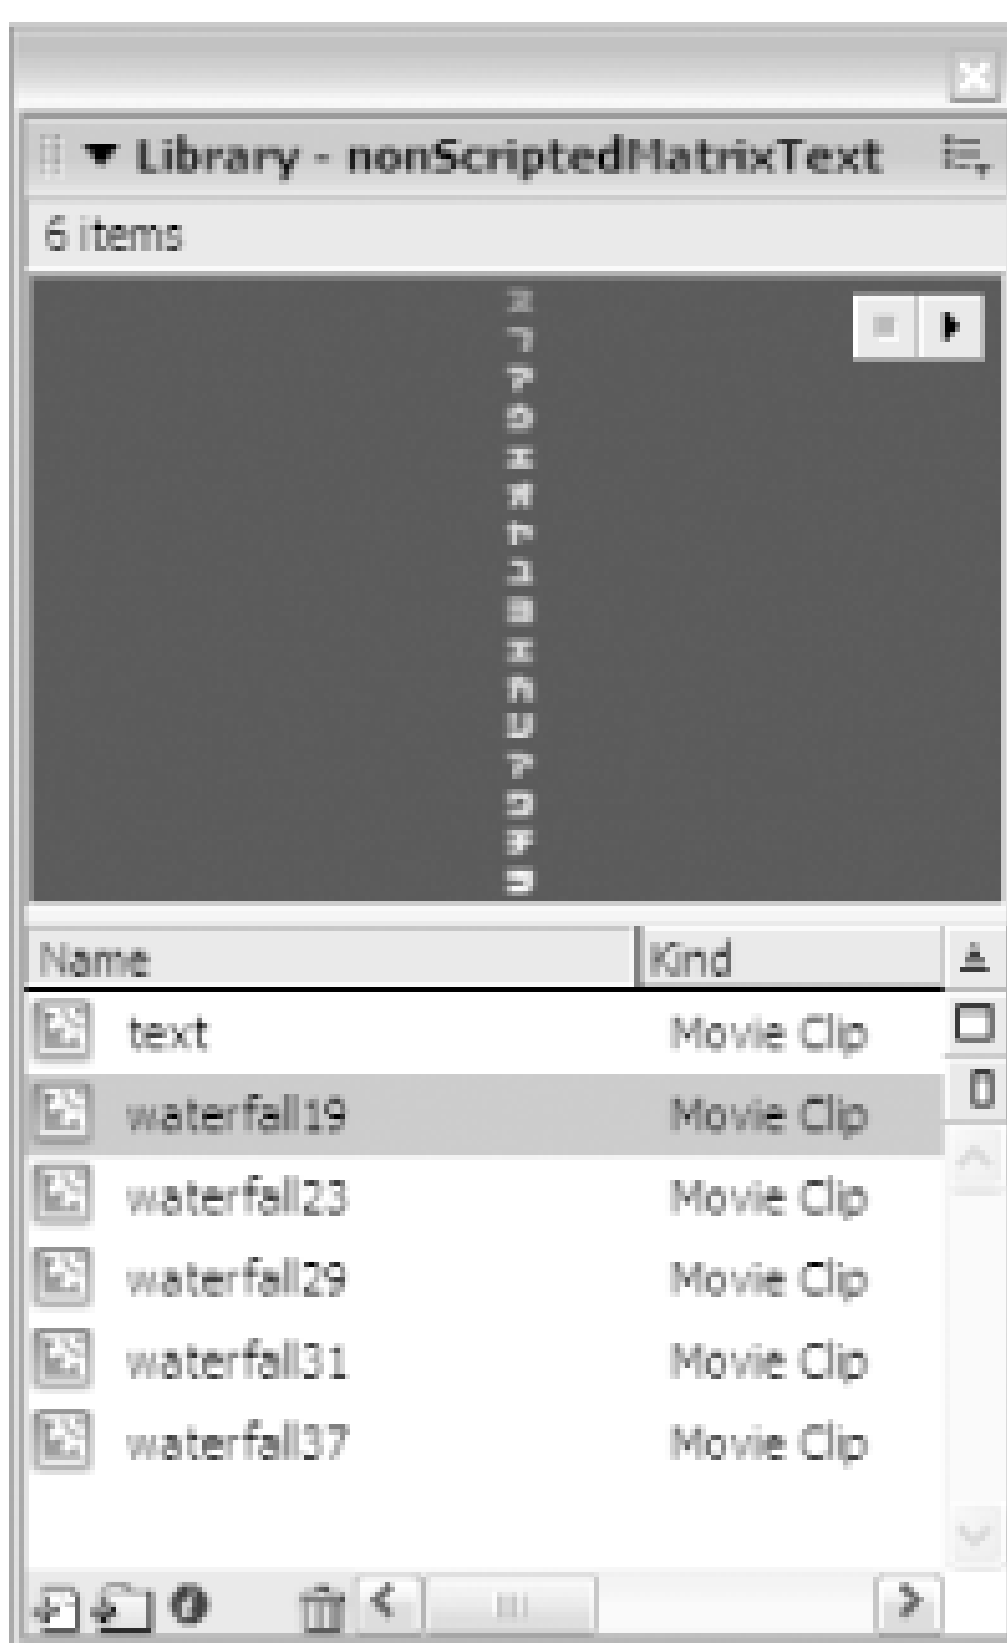 Library - nonScriptedMatrixText
6 items
Name Kind
text Movie Clip
waterfall19 Movie Clip
waterfall23 Movie Clip
waterfall29 Movie Clip
waterfall31 Movie Clip
waterfall37 Movie Clip